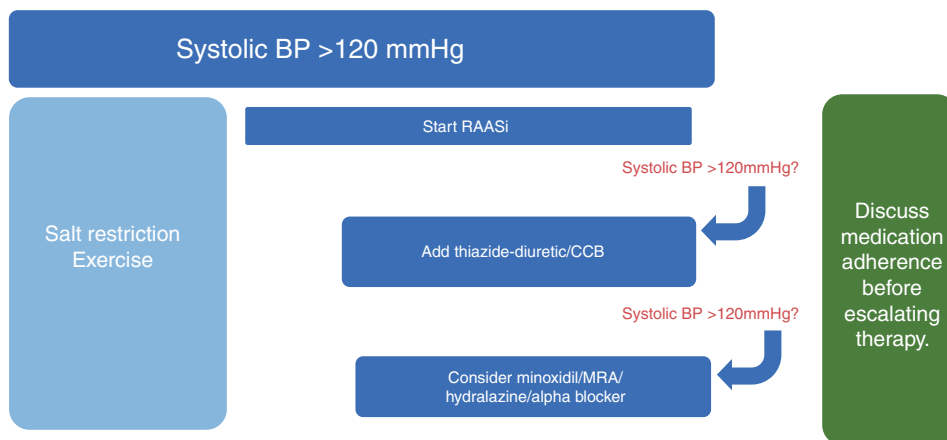 Systolic BP >120 mmHg
Start RAASi
Systolic BP >120mmHg?
Salt restriction
Exercise
Add thiazide-diuretic/CCB
Discuss
medication
adherence
before
escalating
therapy.
Systolic BP >120mmHg?
Consider minoxidil/MRA/
hydralazine/alpha blocker